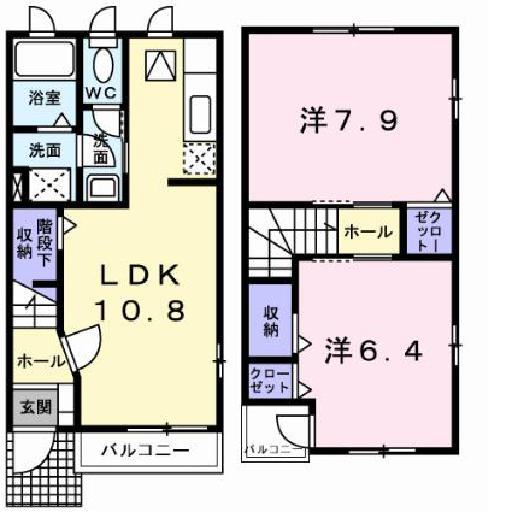 浴室
WC
洗面
洗面
階段下
収納
LDK
10.8
ホール
玄関
バルコニー
洋7.9
ホール
クロー
ゼット
収納
洋6.4
クロー
ゼット
バルコニー